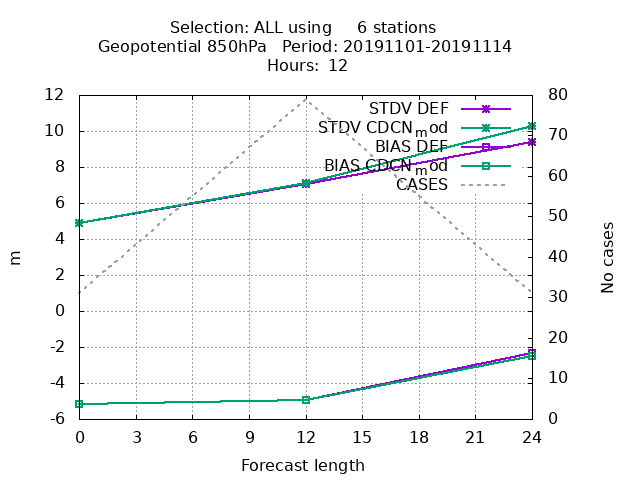 Selection: ALL using     6 stations
Geopotential 850hPa   Period: 20191101-20191114
Hours: 12
12
10
8
6
4
2
0
-2
-4
-6
m
STDV DEF
STDV CDCN_mod
BIAS DEF
BIAS CDCN_mod
CASES
80
70
60
50
40
30
20
10
0
No cases
0 3 6 9 12 15 18 21 24
Forecast length